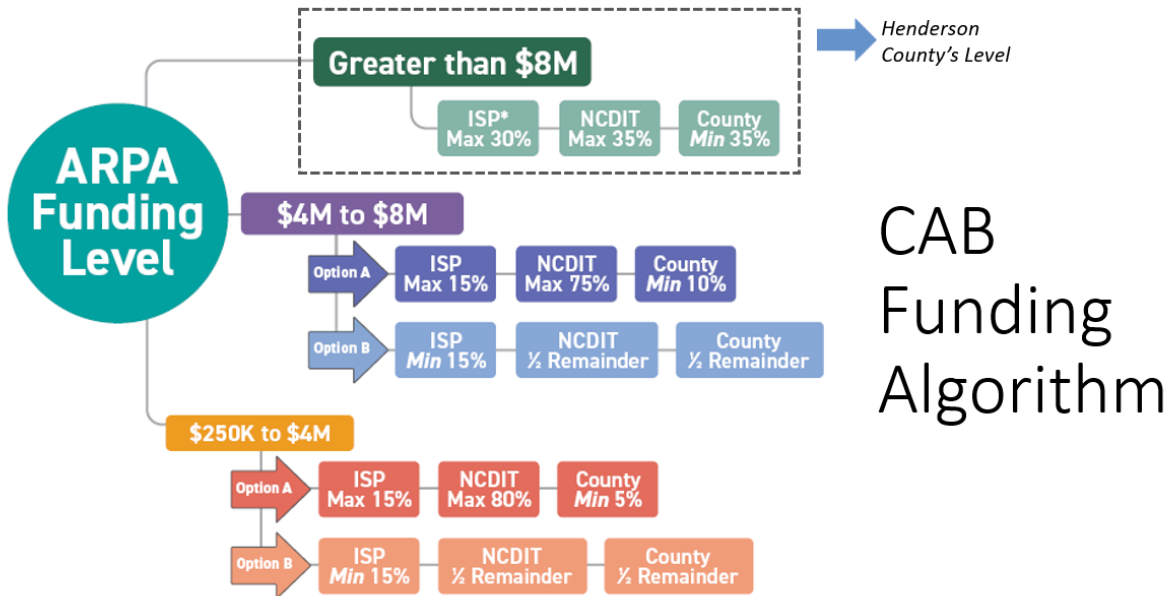 Greater than $8M
Henderson
County's Level
ISP*
Max 30%
NCDIT
Max 35%
County
Min 35%
ARPA
Funding
Level
$4M to $8M
Option A
ISP
Max 15%
NCDIT
Max 75%
County
Min 10%
Option B
ISP
Min 15%
NCDIT
½ Remainder
County
½ Remainder
$250K to $4M
Option A
ISP
Max 15%
NCDIT
Max 80%
County
Min 5%
Option B
ISP
Min 15%
NCDIT
½ Remainder
County
½ Remainder
CAB
Funding
Algorithm